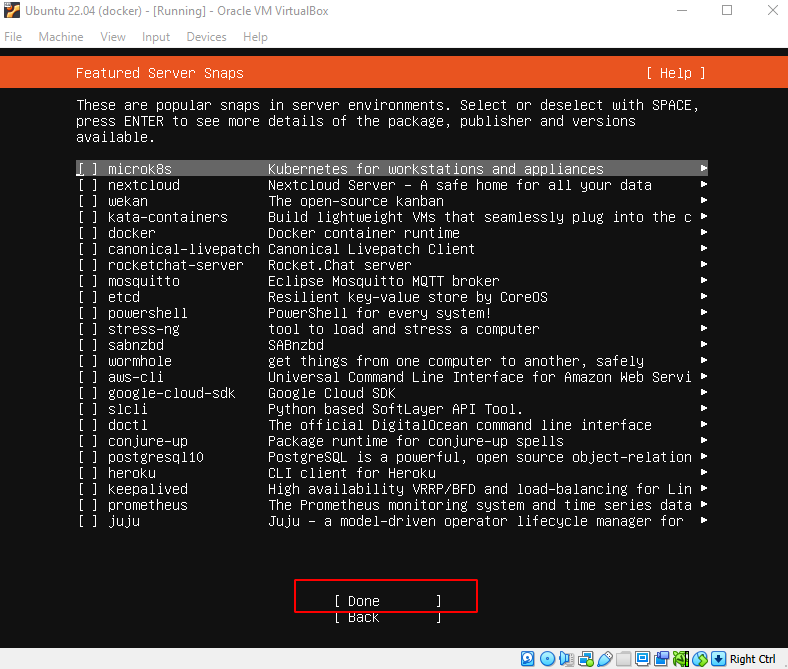 Ubuntu 22.04 (docker) - [Running] - Oracle VM VirtualBox
File Machine View Input Devices Help
Featured Server Snaps [ Help ]
These are popular snaps in server environments. Select or deselect with SPACE,
press ENTER to see more details of the package, publisher and versions
available.
[ ] microk8s Kubernetes for workstations and appliances ▸
[ ] nextcloud Nextcloud Server - A safe home for all your data ▸
[ ] wekan The open-source kanban ▸
[ ] kata-containers Build lightweight VMs that seamlessly plug into the c ▸
[ ] docker Docker container runtime ▸
[ ] canonical-livepatch Canonical Livepatch Client ▸
[ ] rocketchat-server Rocket.Chat server ▸
[ ] mosquitto Eclipse Mosquitto MQTT broker ▸
[ ] etcd Resilient key-value store by CoreOS ▸
[ ] powershell PowerShell for every system! ▸
[ ] stress-ng tool to load and stress a computer ▸
[ ] sabnzbd SABnzbd ▸
[ ] wormhole get things from one computer to another, safely ▸
[ ] aws-cli Universal Command Line Interface for Amazon Web Servi ▸
[ ] google-cloud-sdk Google Cloud SDK ▸
[ ] slcli Python based SoftLayer API Tool. ▸
[ ] doctl The official DigitalOcean command line interface ▸
[ ] conjure-up Package runtime for conjure-up spells ▸
[ ] postgresql10 PostgreSQL is a powerful, open source object-relation ▸
[ ] heroku CLI client for Heroku ▸
[ ] keepalived High availability VRRP/BFD and load-balancing for Lin ▸
[ ] prometheus The Prometheus monitoring system and time series data ▸
[ ] juju Juju - a model-driven operator lifecycle manager for ▸
[ Done ]
[ Back ]
Right Ctrl